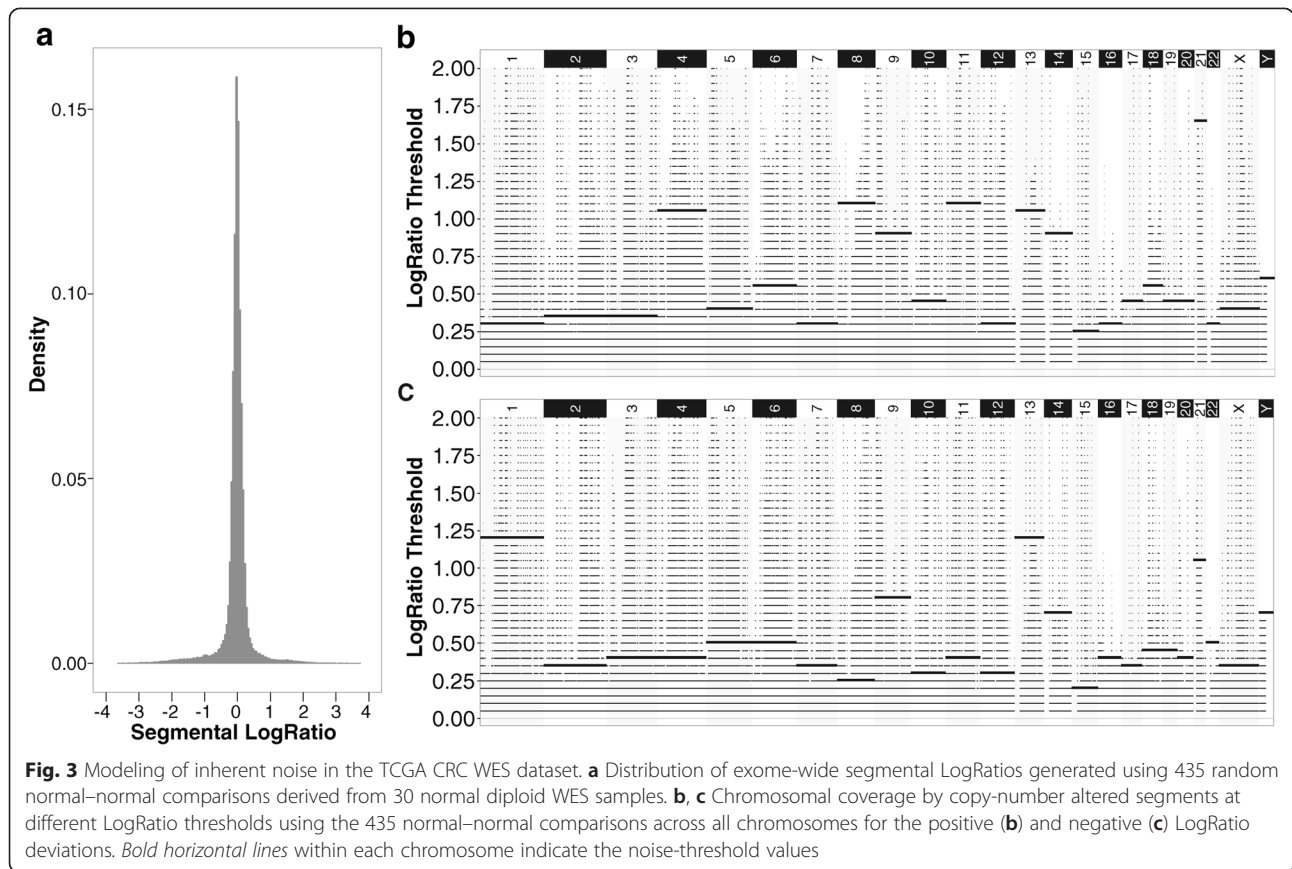 a
0.15
0.10
0.05
0.00
Density
-4 -3 -2 -1 0 1 2 3 4
Segmental LogRatio
b
1 2 3 4 5 6 7 8 9 10 11 12 13 14 15 16 17 18 19 20 21 22 X Y
2.00
1.75
1.50
1.25
1.00
0.75
0.50
0.25
0.00
LogRatio Threshold
c
1 2 3 4 5 6 7 8 9 10 11 12 13 14 15 16 17 18 19 20 21 22 X Y
2.00
1.75
1.50
1.25
1.00
0.75
0.50
0.25
0.00
LogRatio Threshold
Fig. 3 Modeling of inherent noise in the TCGA CRC WES dataset. a Distribution of exome-wide segmental LogRatios generated using 435 random
normal–normal comparisons derived from 30 normal diploid WES samples. b, c Chromosomal coverage by copy-number altered segments at
different LogRatio thresholds using the 435 normal–normal comparisons across all chromosomes for the positive (b) and negative (c) LogRatio
deviations. Bold horizontal lines within each chromosome indicate the noise-threshold values